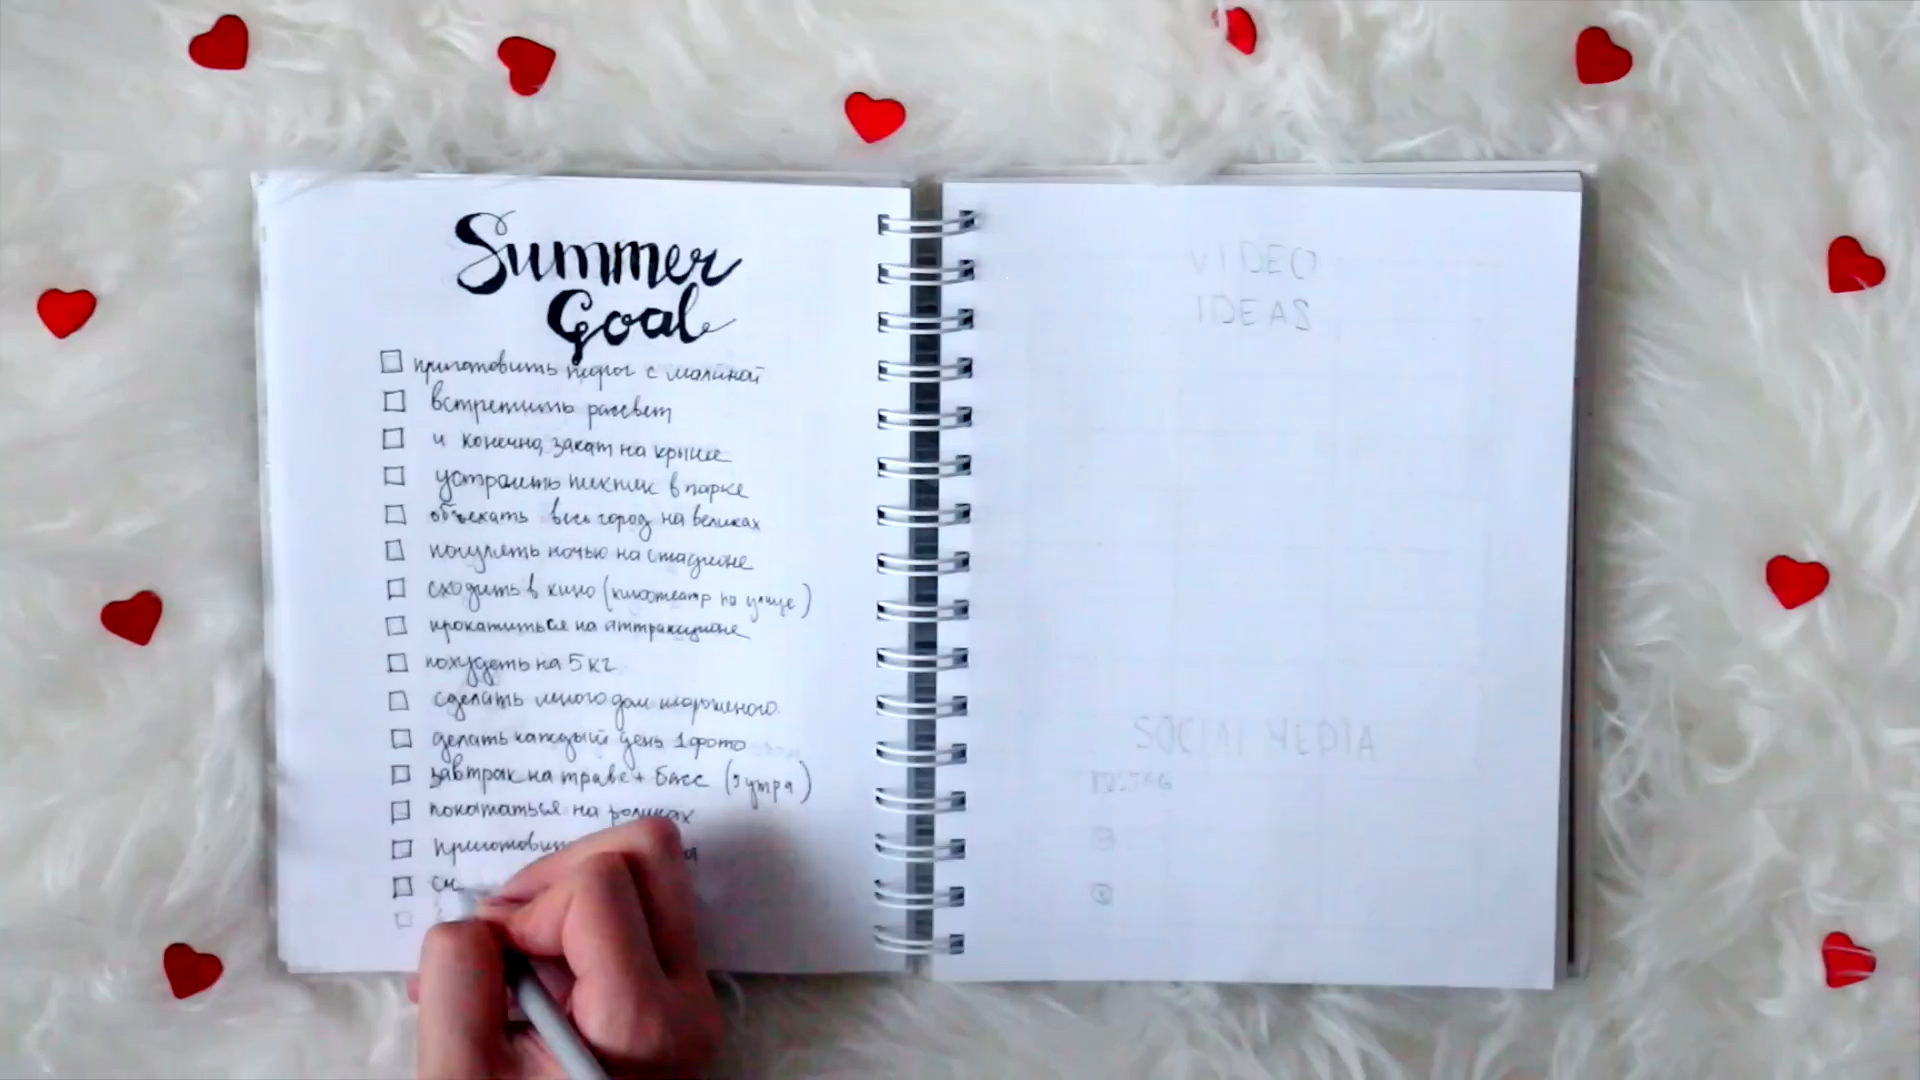 Summer
Goal
приготовить пирог с малиной
встретить рассвет
и конечно, закат на крыше
устроить пикник в парке
объехать весь город на великах
погулять ночью на стадионе
сходить в кино (кинотеатр на улице)
прокатиться на аттракционе
похудеть на 5 кг
сделать много дом. мороженого
делать каждый день 1 фото
завтрак на траве + басс (утра)
покататься на роликах
VIDEO
IDEAS
SOCIAL MEDIA